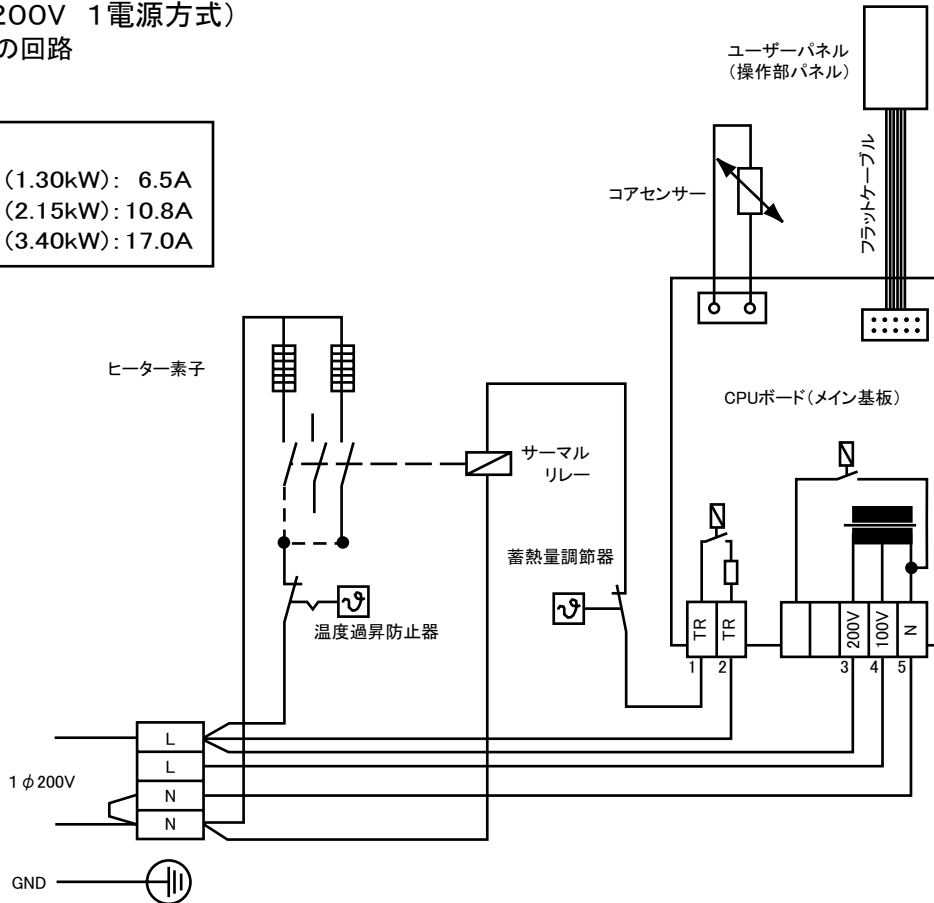 200V 1電源方式）
の回路
(1.30kW): 6.5A
(2.15kW): 10.8A
(3.40kW): 17.0A
ユーザーパネル
（操作部パネル）
フラットケーブル
コアセンサー
ヒーター素子
CPUボード（メイン基板）
サーマル
リレー
蓄熱量調節器
温度過昇防止器
TR
TR
200V
100V
N
1
2
3
4
5
L
L
N
N
1φ200V
GND